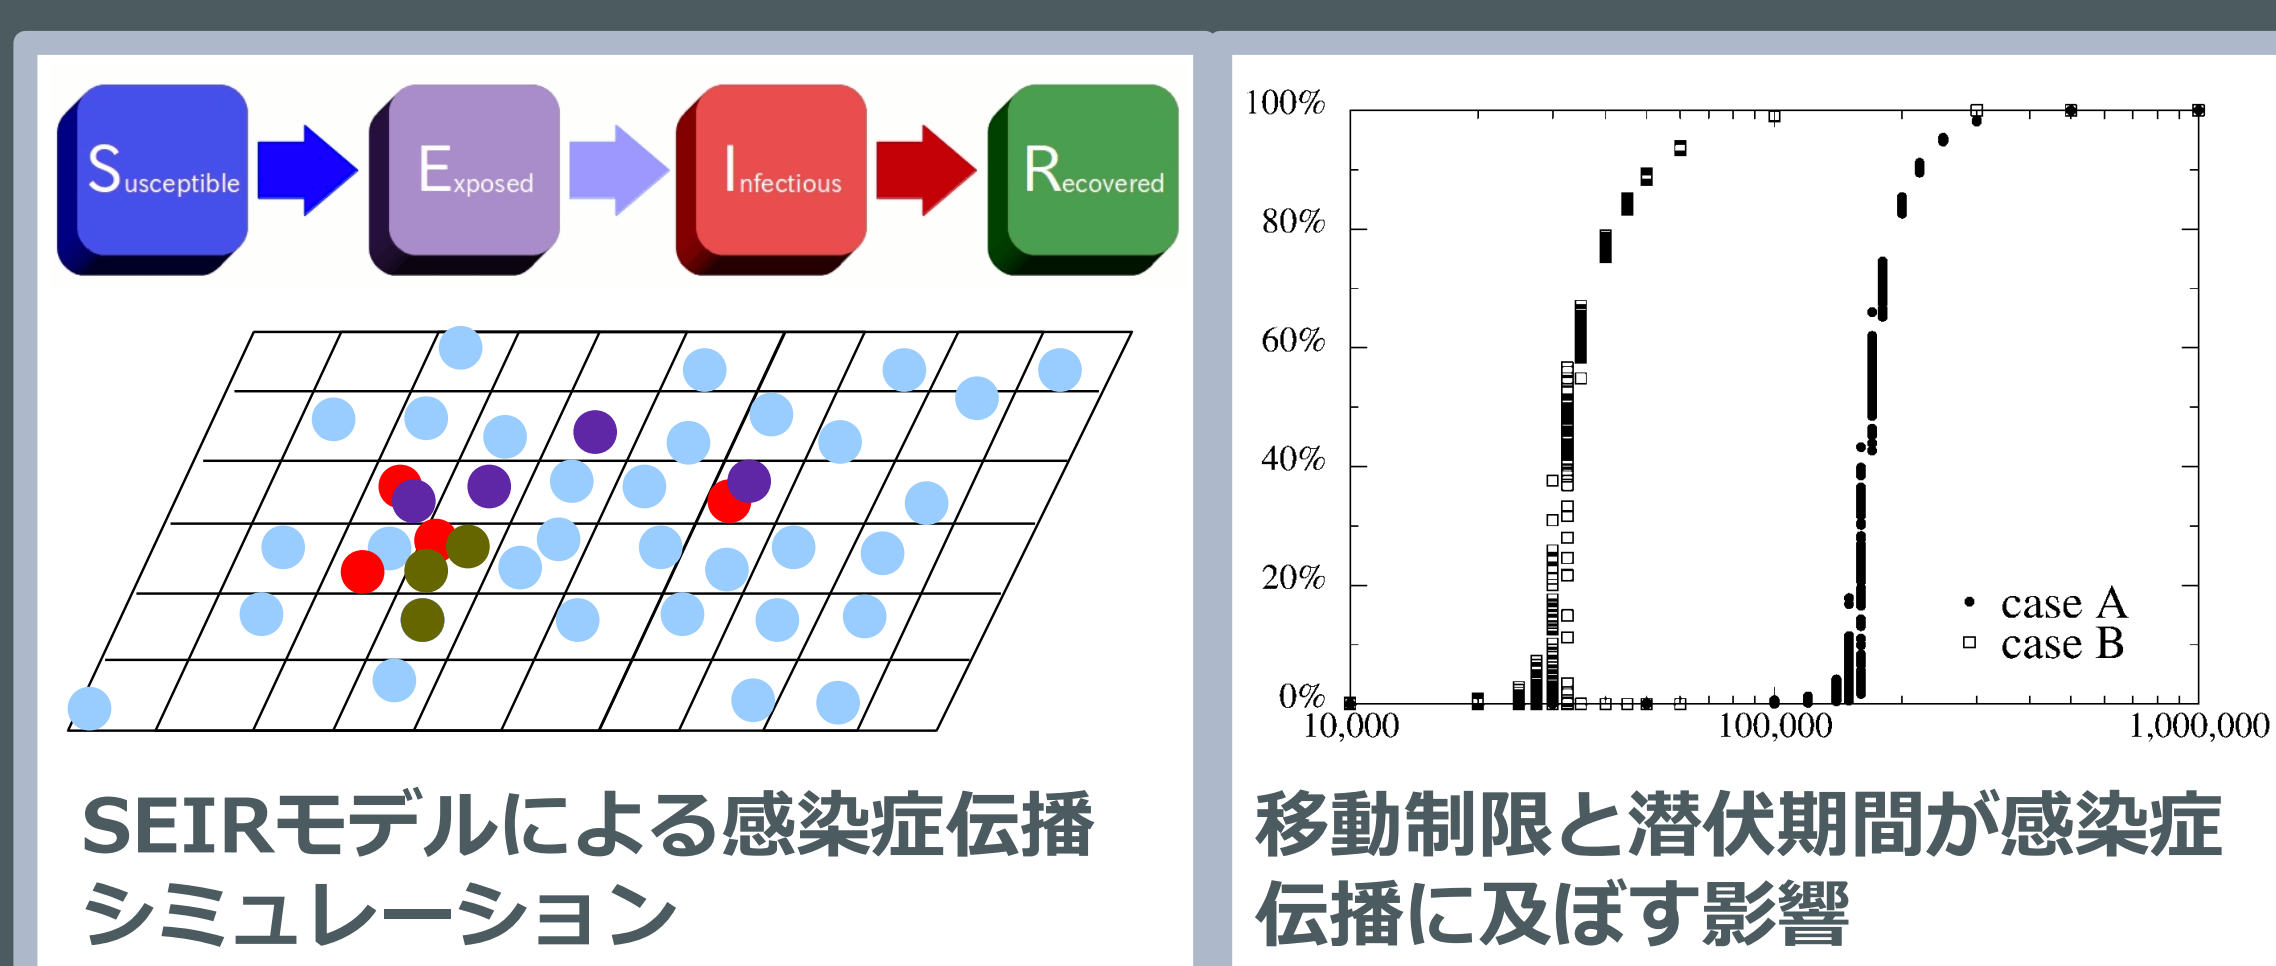 Susceptible
Exposed
Infectious
Recovered
SEIRモデルによる感染症伝播
シミュレーション
100%
80%
60%
40%
20%
0%
10,000
100,000
1,000,000
case A
case B
移動制限と潜伏期間が感染症
伝播に及ぼす影響